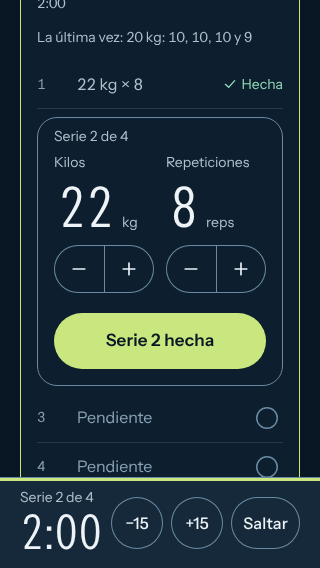 2:00
La última vez: 20 kg: 10, 10, 10 y 9
1 22 kg × 8 Hecha
Serie 2 de 4
Kilos Repeticiones
22 kg 8 reps
− + − +
Serie 2 hecha
3 Pendiente
4 Pendiente
Serie 2 de 4
2:00 −15 +15 Saltar